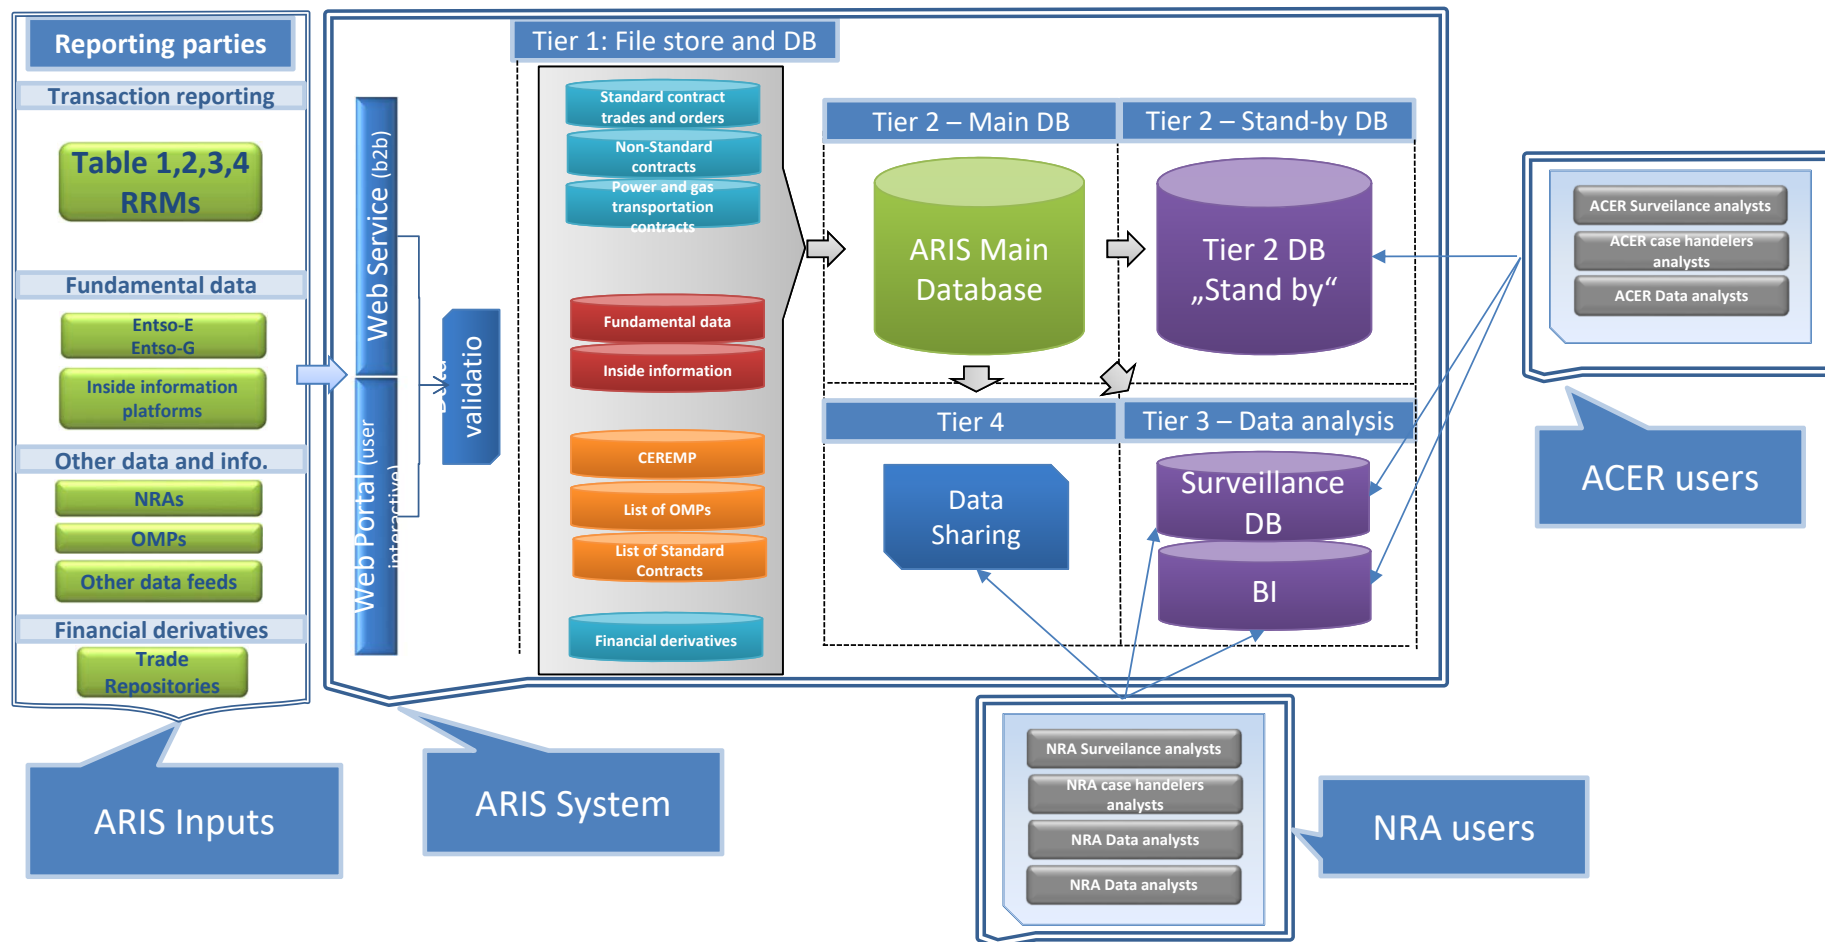 Reporting parties
Transaction reporting
Table 1,2,3,4
RRMs
Fundamental data
Entso-E
Entso-G
Inside information
platforms
Other data and info.
NRAs
OMPs
Other data feeds
Financial derivatives
Trade
Repositories
ARIS Inputs
Web Service (b2b)
Web Portal (user
interactive)
Data
validatio
ARIS System
Tier 1: File store and DB
Standard contract
trades and orders
Non-Standard
contracts
Power and gas
transportation
contracts
Fundamental data
Inside information
CEREMP
List of OMPs
List of Standard
Contracts
Financial derivatives
Tier 2 – Main DB
ARIS Main
Database
Tier 2 – Stand-by DB
Tier 2 DB
„Stand by“
Tier 4
Data
Sharing
Tier 3 – Data analysis
Surveillance
DB
BI
ACER Surveilance analysts
ACER case handelers
analysts
ACER Data analysts
ACER users
NRA Surveilance analysts
NRA case handelers
analysts
NRA Data analysts
NRA Data analysts
NRA users